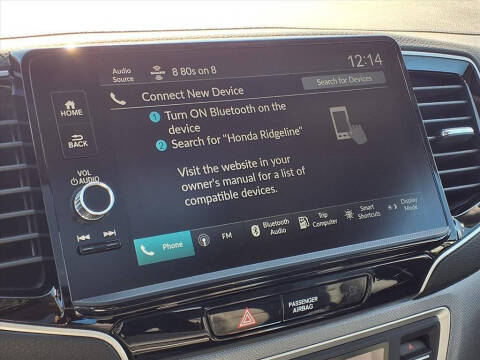 Audio
Source
8 80s on 8
12:14
Connect New Device
Search for Devices
HOME
BACK
VOL
AUDIO
1 Turn ON Bluetooth on the
device
2 Search for "Honda Ridgeline"
Visit the website in your
owner's manual for a list of
compatible devices.
Phone
FM
Bluetooth
Audio
Trip
Computer
Smart
Shortcuts
Display
Mode
PASSENGER
AIRBAG